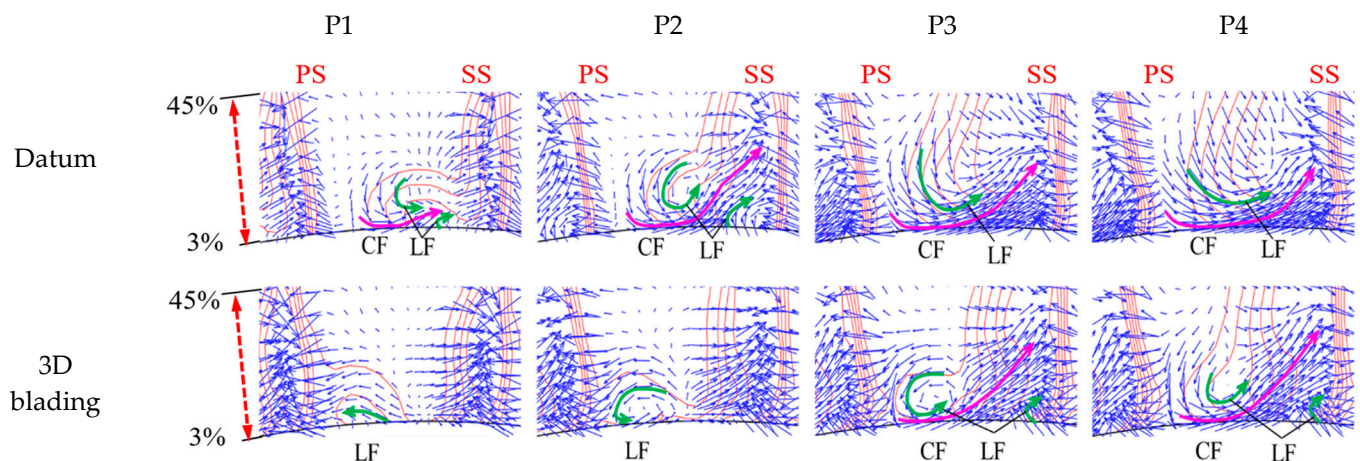 P1 P2 P3 P4
PS SS PS SS PS SS PS SS
45%
Datum
3%
CF LF CF LF CF LF CF LF
45%
3D
blading
3%
LF LF CF LF CF LF